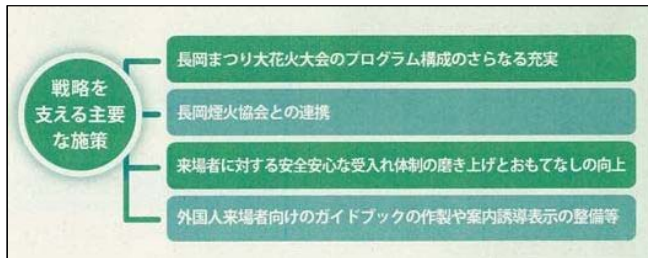 戦略を
支える主要
な施策
長岡まつり大花火大会のプログラム構成のさらなる充実
長岡煙火協会との連携
来場者に対する安全安心な受入れ体制の磨き上げとおもてなしの向上
外国人来場者向けのガイドブックの作製や案内誘導表示の整備等